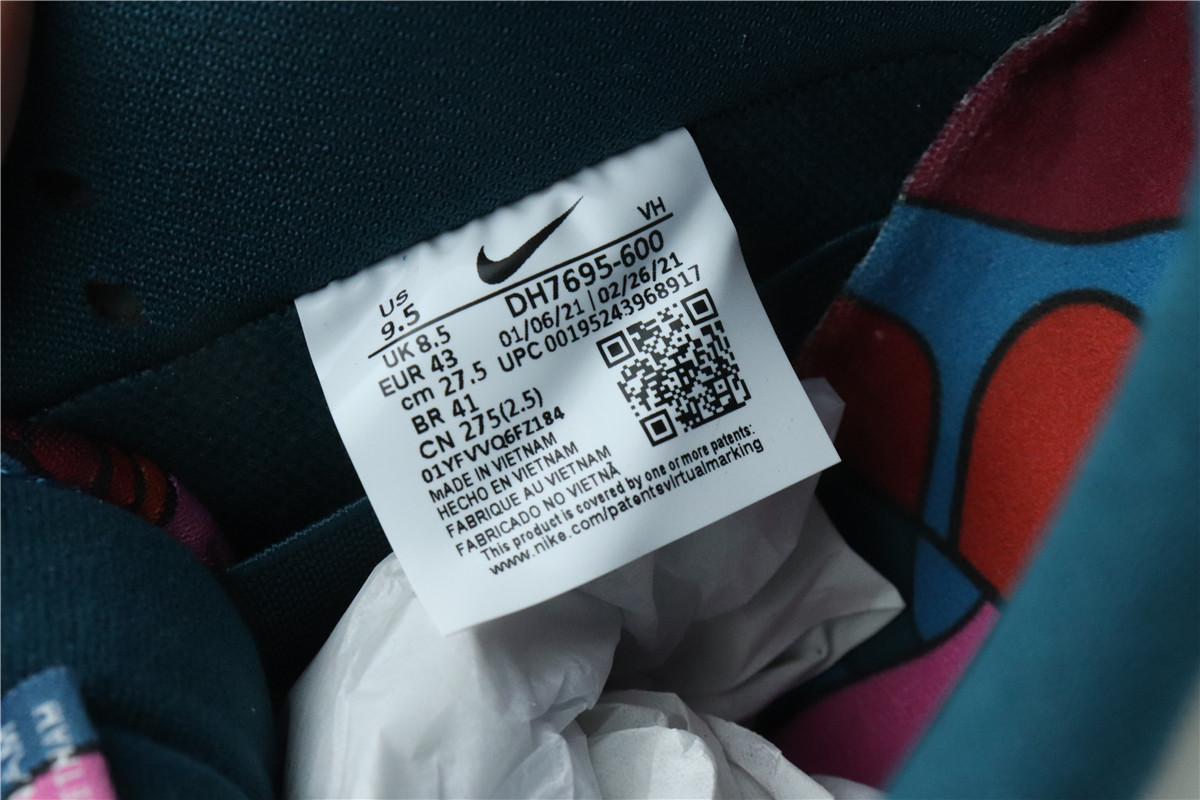 VH
US
9.5
DH7695-600
UK 8.5
01/06/21 | 02/26/21
EUR 43
UPC 00195243968917
cm 27.5
BR 41
CN 275(2.5)
01YFVVQ6FZ184
MADE IN VIETNAM
HECHO EN VIETNAM
FABRIQUE AU VIETNAM
FABRICADO NO VIETNÃ
This product is covered by one or more patents:
www.nike.com/patentsvirtualmarking